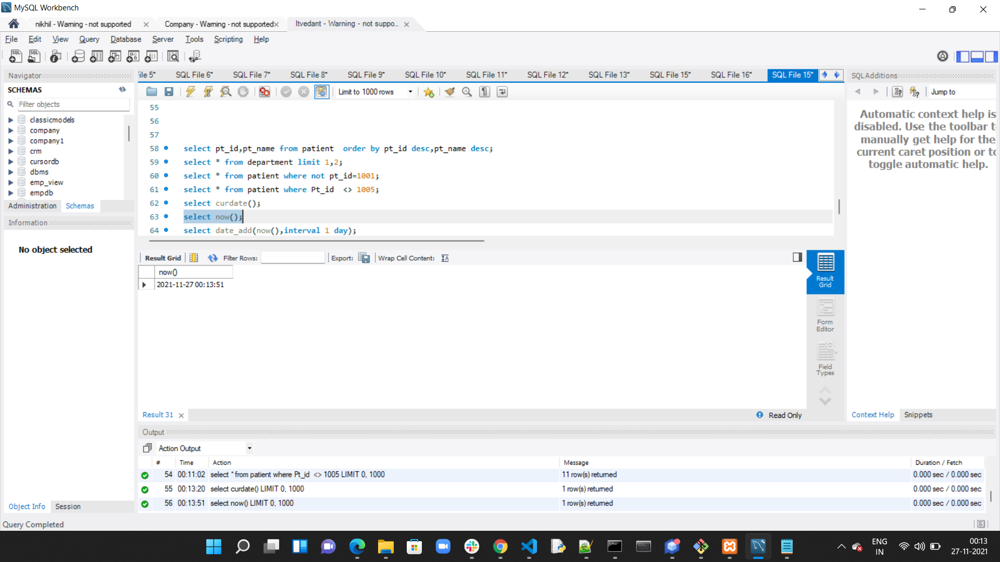 MySQL Workbench
nikhil - Warning - not supported
Company - Warning - not supported
Itvedant - Warning - not suppo...
File Edit View Query Database Server Tools Scripting Help
Navigator
ile 5* SQL File 6* SQL File 7* SQL File 8* SQL File 9* SQL File 10* SQL File 11* SQL File 12* SQL File 13* SQL File 15* SQL File 16* SQL File 15*
SQLAdditions
SCHEMAS
Limit to 1000 rows
Jump to
Filter objects
classicmodels
company
company1
crm
cursordb
dbms
emp_view
empdb
Administration Schemas
Information
No object selected
55
56
57
58 select pt_id,pt_name from patient  order by pt_id desc,pt_name desc;
59 select * from department limit 1,2;
60 select * from patient where not pt_id=1001;
61 select * from patient where Pt_id  <> 1005;
62 select curdate();
63 select now();
64 select date_add(now(),interval 1 day);
Automatic context help is
disabled. Use the toolbar t
manually get help for the
current caret position or to
toggle automatic help.
Result Grid Filter Rows: Export: Wrap Cell Content:
now()
2021-11-27 00:13:51
Result
Grid
Form
Editor
Field
Types
Result 31
Read Only
Context Help Snippets
Output
Action Output
# Time Action Message Duration / Fetch
54 00:11:02 select * from patient where Pt_id  <> 1005 LIMIT 0, 1000 11 row(s) returned 0.000 sec / 0.000 sec
55 00:13:20 select curdate() LIMIT 0, 1000 1 row(s) returned 0.000 sec / 0.000 sec
56 00:13:51 select now() LIMIT 0, 1000 1 row(s) returned 0.000 sec / 0.000 sec
Object Info Session
Query Completed
ENG
IN
00:13
27-11-2021